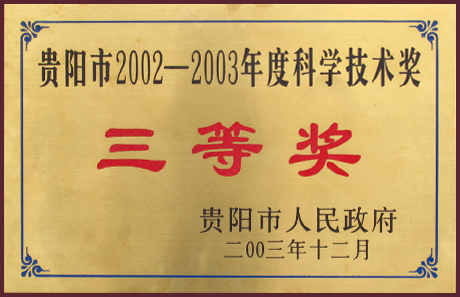 贵阳市2002—2003年度科学技术奖
三等奖
贵阳市人民政府
二00三年十二月